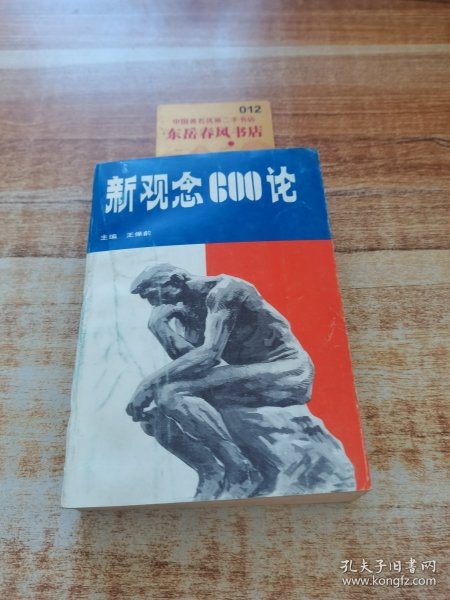 012
中国著名民营二手书店
东岳春风书店
新观念600论
主编 王保前
孔夫子旧书网
www.kongfz.com